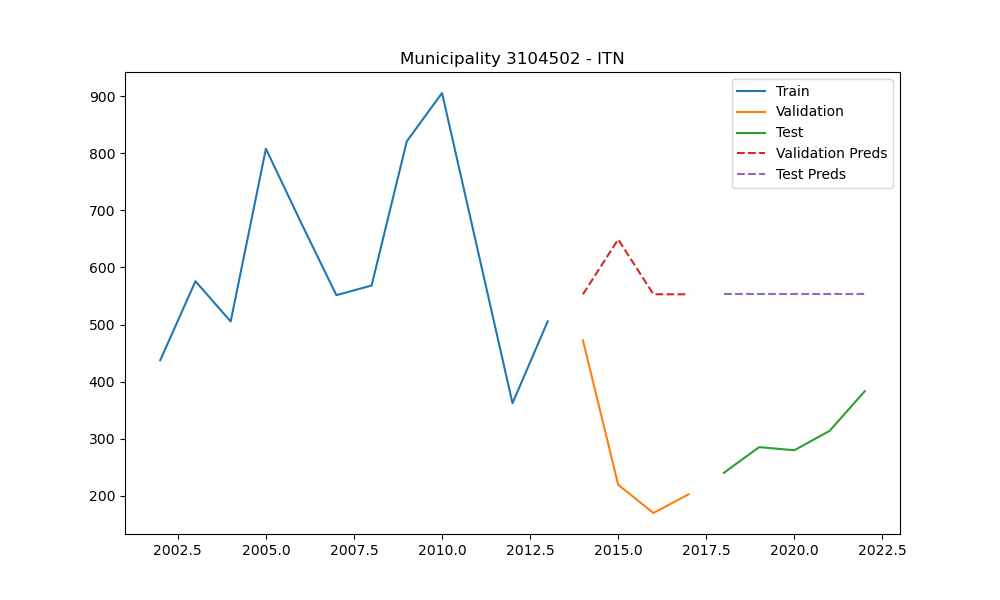 Municipality 3104502 - ITN
Train
Validation
Test
Validation Preds
Test Preds
900
800
700
600
500
400
300
200
2002.5 2005.0 2007.5 2010.0 2012.5 2015.0 2017.5 2020.0 2022.5